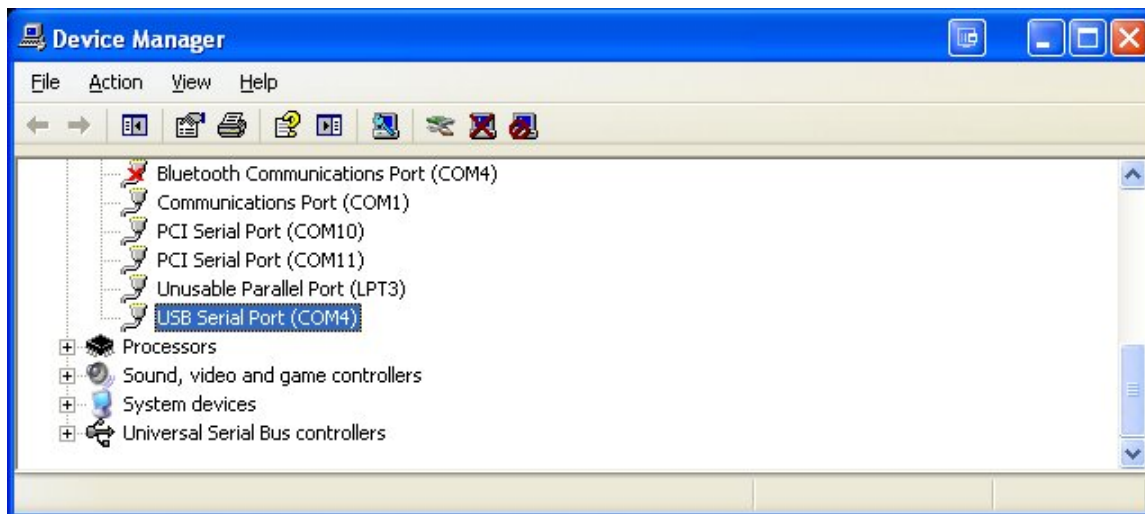 Device Manager
File Action View Help
Bluetooth Communications Port (COM4)
Communications Port (COM1)
PCI Serial Port (COM10)
PCI Serial Port (COM11)
Unusable Parallel Port (LPT3)
USB Serial Port (COM4)
Processors
Sound, video and game controllers
System devices
Universal Serial Bus controllers